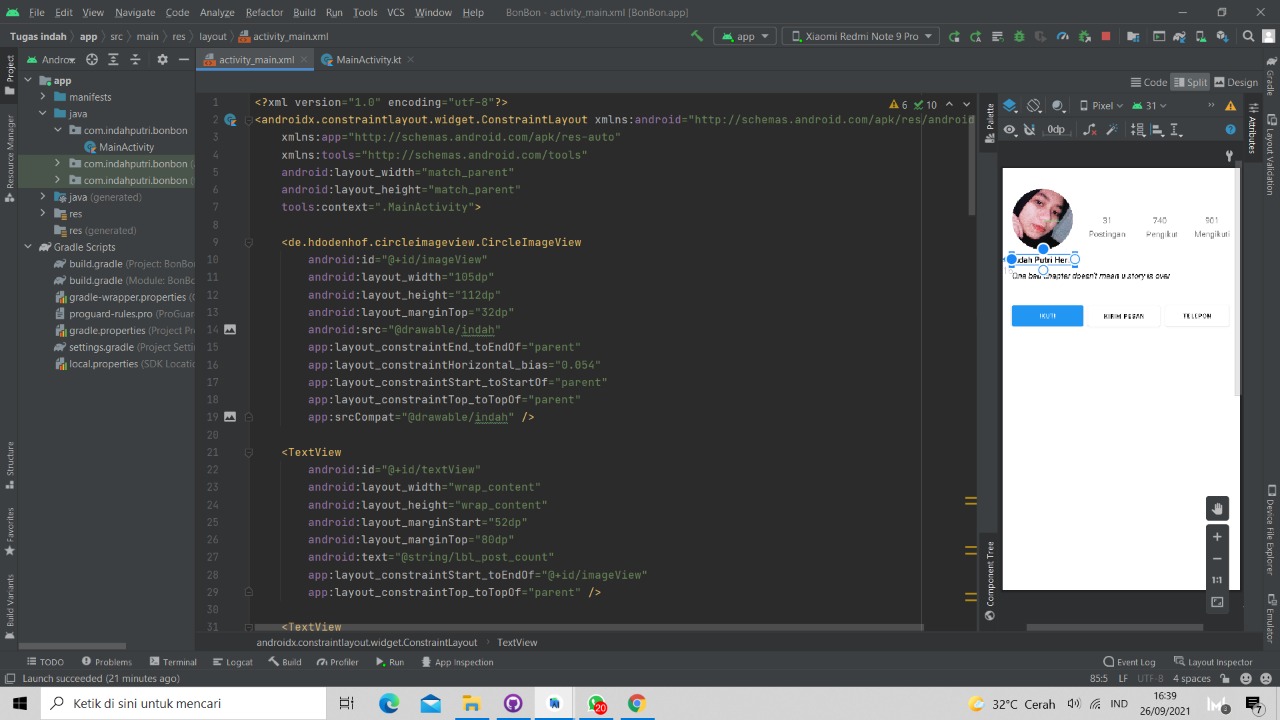 File Edit View Navigate Code Analyze Refactor Build Run Tools VCS Window Help BonBon - activity_main.xml [BonBon.app]
Tugas indah app src main res layout activity_main.xml app Xiaomi Redmi Note 9 Pro
Project
Androi
activity_main.xml
MainActivity.kt
Code Split Design
Resource Manager
Structure
Favorites
Build Variants
app
manifests
java
com.indahputri.bonbon
MainActivity
com.indahputri.bonbon
com.indahputri.bonbon
java (generated)
res
res (generated)
Gradle Scripts
build.gradle (Project: BonBo
build.gradle (Module: BonBo
gradle-wrapper.properties (G
proguard-rules.pro (ProGuar
gradle.properties (Project Pr
settings.gradle (Project Setti
local.properties (SDK Locatio
6 10
1 <?xml version="1.0" encoding="utf-8"?>
2 <androidx.constraintlayout.widget.ConstraintLayout xmlns:android="http://schemas.android.com/apk/res/android
3 xmlns:app="http://schemas.android.com/apk/res-auto"
4 xmlns:tools="http://schemas.android.com/tools"
5 android:layout_width="match_parent"
6 android:layout_height="match_parent"
7 tools:context=".MainActivity">
8
9 <de.hdodenhof.circleimageview.CircleImageView
10 android:id="@+id/imageView"
11 android:layout_width="105dp"
12 android:layout_height="112dp"
13 android:layout_marginTop="32dp"
14 android:src="@drawable/indah"
15 app:layout_constraintEnd_toEndOf="parent"
16 app:layout_constraintHorizontal_bias="0.054"
17 app:layout_constraintStart_toStartOf="parent"
18 app:layout_constraintTop_toTopOf="parent"
19 app:srcCompat="@drawable/indah" />
20
21 <TextView
22 android:id="@+id/textView"
23 android:layout_width="wrap_content"
24 android:layout_height="wrap_content"
25 android:layout_marginStart="52dp"
26 android:layout_marginTop="80dp"
27 android:text="@string/lbl_post_count"
28 app:layout_constraintStart_toEndOf="@+id/imageView"
29 app:layout_constraintTop_toTopOf="parent" />
30
31 <TextView
androidx.constraintlayout.widget.ConstraintLayout TextView
Palette
Component Tree
Pixel 31
0dp
31 740 901
Postingan Pengikut Mengikuti
dah Putri Her
One bad chapter doesn't mean u story is over
IKUTI KIRIM PESAN TELEPON
1:1
Gradle
Attributes
Layout Validation
Device File Explorer
Emulator
TODO Problems Terminal Logcat Build Profiler Run App Inspection Event Log Layout Inspector
Launch succeeded (21 minutes ago) 85:5 LF UTF-8 4 spaces
Ketik di sini untuk mencari
20
32°C Cerah
IND
16:39
26/09/2021
3
7